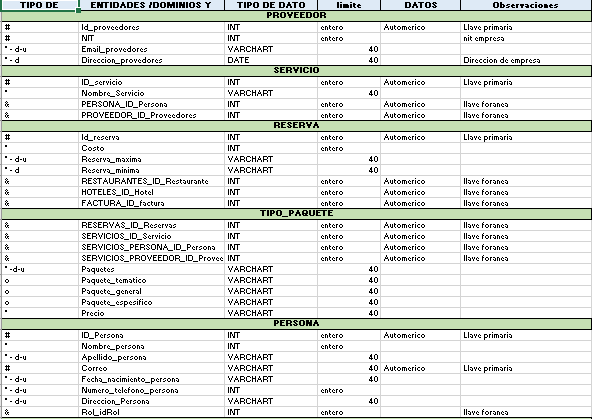 TIPO DE ENTIDADES /DOMINIOS Y TIPO DE DATO limite DATOS Observaciones
PROVEEDOR
# Id_proveedores INT entero Automerico Llave primaria
# NIT INT entero nit empresa
* - d-u Email_proveedores VARCHART 40
* - d Direccion_provedores DATE 40 Automerico Direccion de empresa
SERVICIO
# ID_servicio INT entero Automerico Llave primaria
* Nombre_Servicio VARCHART 40
& PERSONA_ID_Persona INT entero Automerico llave foranea
& PROVEEDOR_ID_Proveedores INT entero Automerico llave foranea
RESERVA
# Id_reserva INT entero Automerico Llave primaria
* Costo INT entero
* - d-u Reserva_maxima VARCHART 40
* - d Reserva_minima VARCHART 40
& RESTAURANTES_ID_Restaurante INT entero Automerico llave foranea
& HOTELES_ID_Hotel INT entero Automerico llave foranea
& FACTURA_ID_factura INT entero Automerico llave foranea
TIPO_PAQUETE
& RESERVAS_ID_Reservas INT entero Automerico llave foranea
& SERVICIOS_ID_Servicio INT entero Automerico llave foranea
& SERVICIOS_PERSONA_ID_Persona INT entero Automerico llave foranea
& SERVICIOS_PROVEEDOR_ID_Provee INT entero Automerico llave foranea
* -d-u Paquetes VARCHART 40
o Paquete_tematico VARCHART 40
o Paquete_general VARCHART 40
o Paquete_espesifico VARCHART 40
* Precio VARCHART 40
PERSONA
# ID_Persona INT entero Automerico Llave primaria
* Nombre_persona INT entero
* - d-u Apellido_persona VARCHART 40
# Correo VARCHART 40 Automerico Llave primaria
* - d-u Fecha_nacimiento_persona VARCHART 40
* - d-u Numero_telefono_persona INT entero
* - d-u Direccion_Persona VARCHART 40
& Rol_idRol INT entero llave foranea